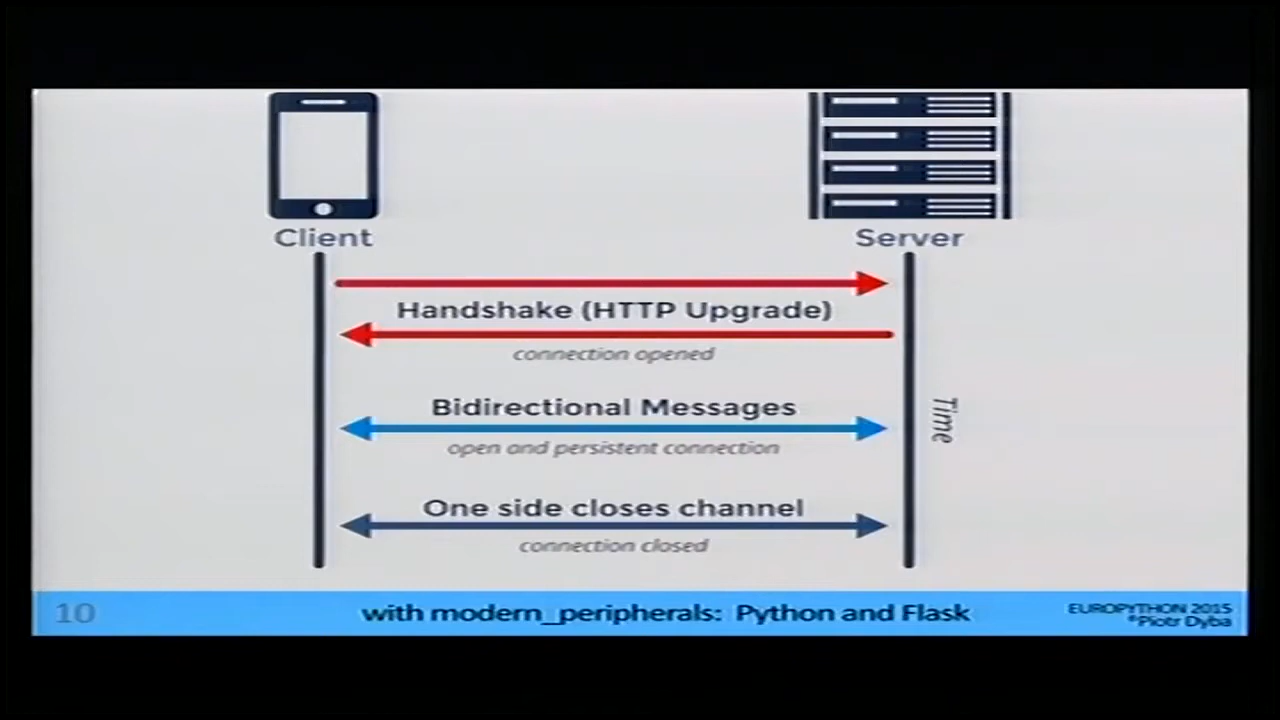 Client
Server
Handshake (HTTP Upgrade)
connection opened
Bidirectional Messages
open and persistent connection
Time
One side closes channel
connection closed
10
with modern_peripherals: Python and Flask
EUROPYTHON 2015
©Piotr Dyba